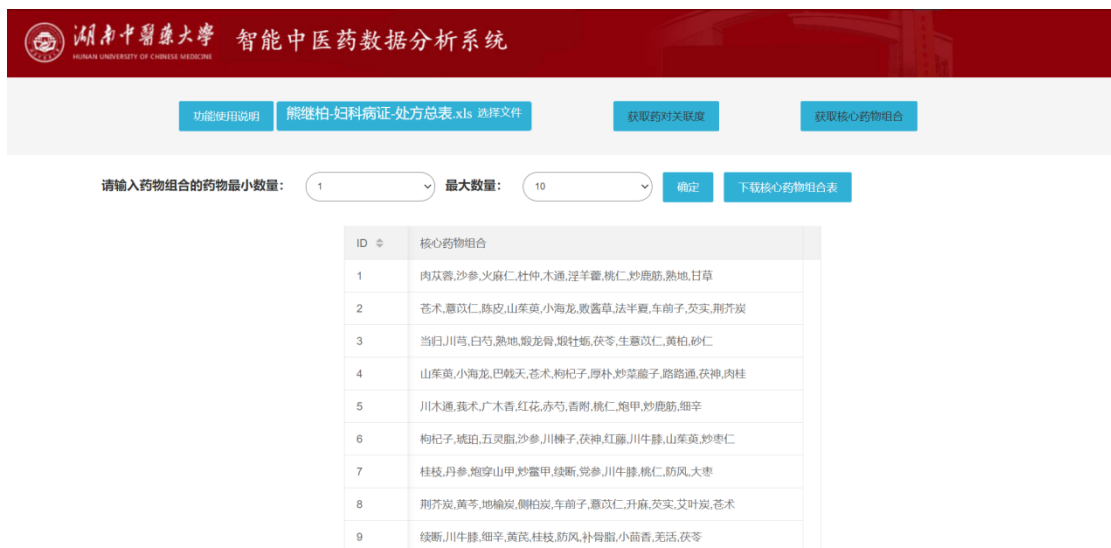 湖南中醫藥大學 智能中医药数据分析系统
HUNAN UNIVERSITY OF CHINESE MEDICINE
功能使用说明 熊继柏-妇科病证-处方总表.xls 选择文件 获取药对关联度 获取核心药物组合
请输入药物组合的药物最小数量： 1 最大数量： 10 确定 下载核心药物组合表
ID 核心药物组合
1 肉苁蓉,沙参,火麻仁,杜仲,木通,淫羊藿,桃仁,炒鹿筋,熟地,甘草
2 苍术,薏苡仁,陈皮,山茱萸,小海龙,败酱草,法半夏,车前子,芡实,荆芥炭
3 当归,川芎,白芍,熟地,煅龙骨,煅牡蛎,茯苓,生薏苡仁,黄柏,砂仁
4 山茱萸,小海龙,巴戟天,苍术,枸杞子,厚朴,炒菜菔子,路路通,茯神,肉桂
5 川木通,莪术,广木香,红花,赤芍,香附,桃仁,炮甲,炒鹿筋,细辛
6 枸杞子,琥珀,五灵脂,沙参,川楝子,茯神,红藤,川牛膝,山茱萸,炒枣仁
7 桂枝,丹参,炮穿山甲,炒鳖甲,续断,党参,川牛膝,桃仁,防风,大枣
8 荆芥炭,黄芩,地榆炭,侧柏炭,车前子,薏苡仁,升麻,芡实,艾叶炭,苍术
9 续断,川牛膝,细辛,黄芪,桂枝,防风,补骨脂,小茴香,羌活,茯苓